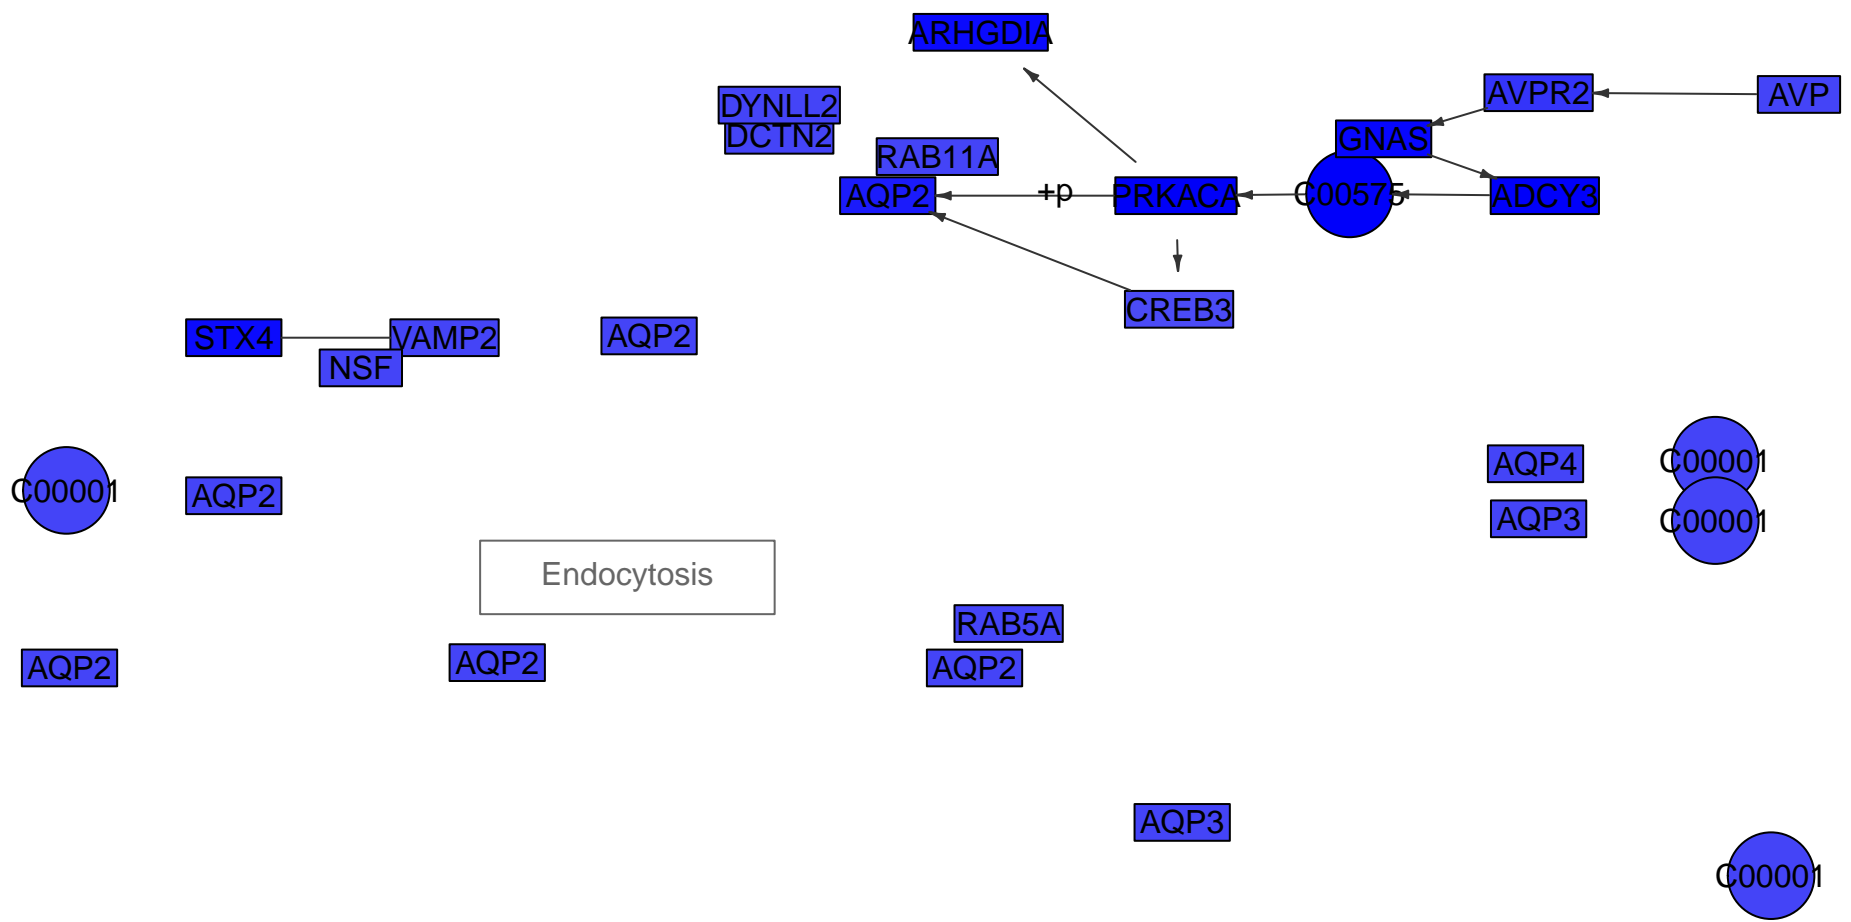 ARHGDIA
DYNLL2
AVPR2
AVP
DCTN2
GNAS
RAB11A
AQP2
+p
PRKACA
C00575
ADCY3
CREB3
STX4
VAMP2
AQP2
NSF
C00001
AQP2
AQP4
C00001
AQP3
C00001
Endocytosis
RAB5A
AQP2
AQP2
AQP2
AQP3
C00001